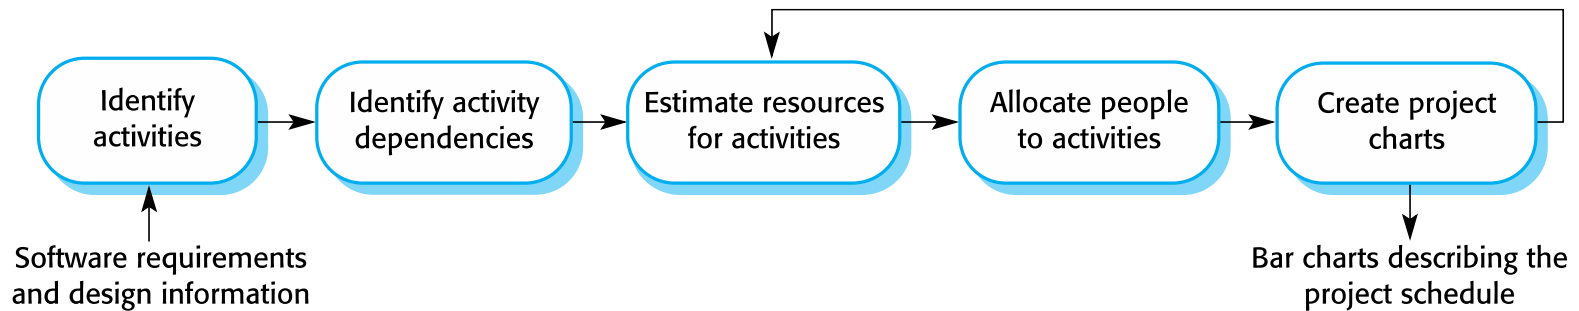 Identify
activities
Identify activity
dependencies
Estimate resources
for activities
Allocate people
to activities
Create project
charts
Software requirements
and design information
Bar charts describing the
project schedule